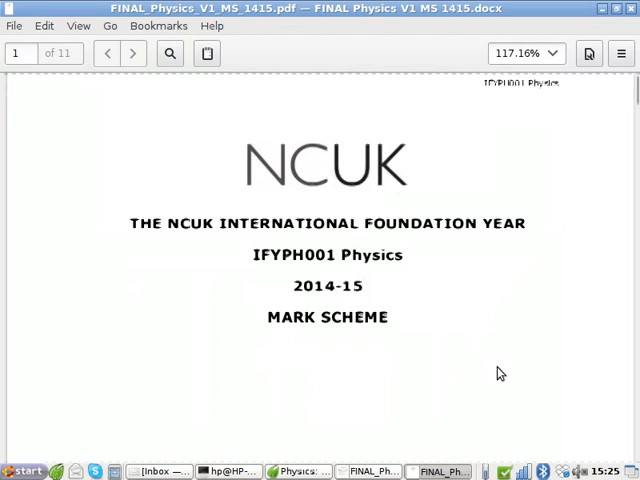 FINAL_Physics_V1_MS_1415.pdf — FINAL Physics V1 MS 1415.docx
File Edit View Go Bookmarks Help
1 of 11 117.16%
IFYPH001 Physics
NCUK
THE NCUK INTERNATIONAL FOUNDATION YEAR
IFYPH001 Physics
2014-15
MARK SCHEME
start [Inbox —... hp@HP-... Physics: ... FINAL_Ph... FINAL_Ph... 15:25